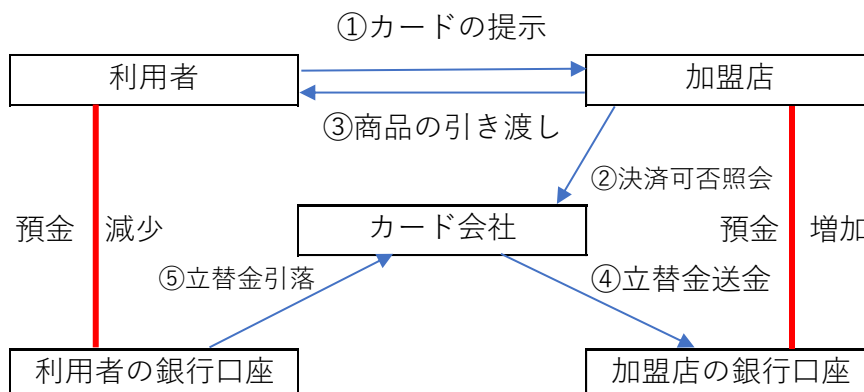 ①カードの提示
利用者
加盟店
③商品の引き渡し
②決済可否照会
預金 減少
カード会社
預金 増加
⑤立替金引落
④立替金送金
利用者の銀行口座
加盟店の銀行口座